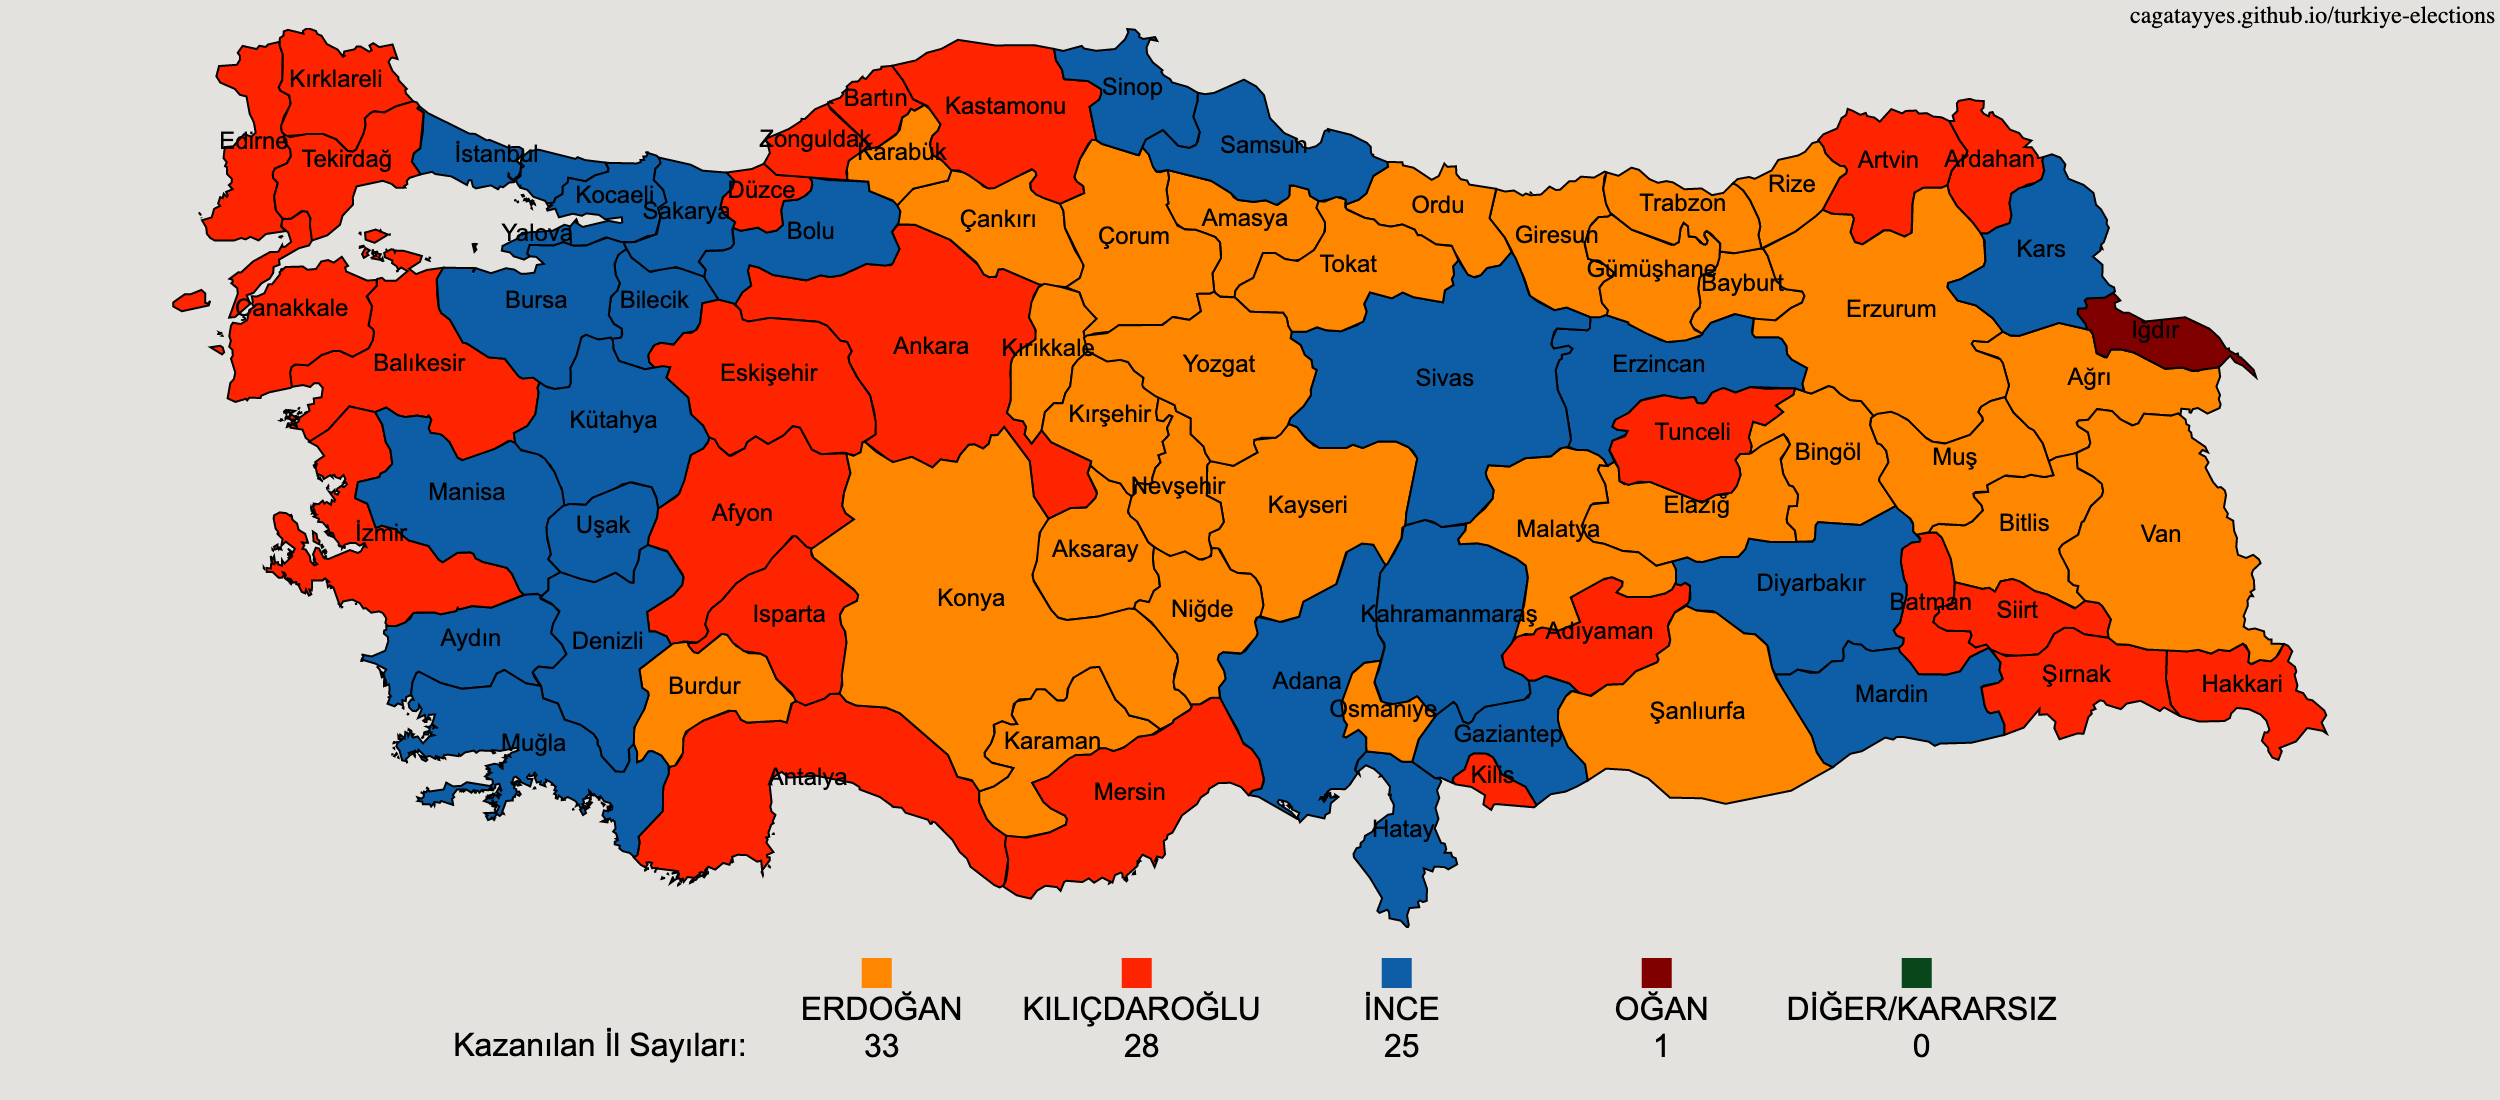 cagatayyes.github.io/turkiye-elections
Kırklareli
Edirne
Tekirdağ
İstanbul
Kocaeli
Sakarya
Yalova
Düzce
Bolu
Zonguldak
Bartın
Karabük
Kastamonu
Sinop
Samsun
Çankırı
Çorum
Amasya
Tokat
Ordu
Giresun
Gümüşhane
Trabzon
Bayburt
Rize
Artvin
Ardahan
Kars
Iğdır
Erzurum
Ağrı
Çanakkale
Balıkesir
Bursa
Bilecik
Kütahya
Eskişehir
Ankara
Kırıkkale
Kırşehir
Yozgat
Sivas
Erzincan
Tunceli
Bingöl
Muş
Manisa
Uşak
Afyon
İzmir
Nevşehir
Kayseri
Aksaray
Malatya
Elazığ
Bitlis
Van
Aydın
Denizli
Isparta
Konya
Niğde
Kahramanmaraş
Adıyaman
Diyarbakır
Batman
Siirt
Şırnak
Hakkari
Burdur
Muğla
Antalya
Karaman
Mersin
Adana
Osmaniye
Gaziantep
Kilis
Hatay
Şanlıurfa
Mardin
ERDOĞAN KILIÇDAROĞLU İNCE OĞAN DİĞER/KARARSIZ
Kazanılan İl Sayıları: 33 28 25 1 0